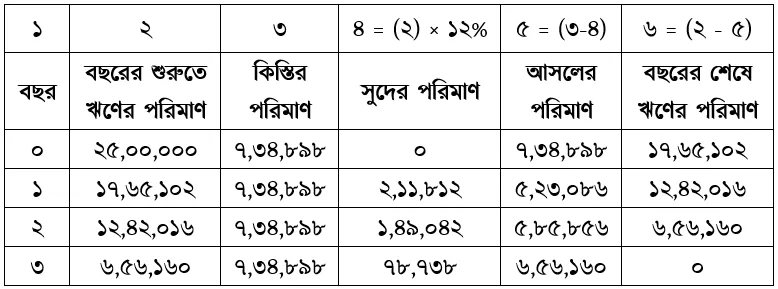 ১ ২ ৩ ৪ = (২) × ১২% ৫ = (৩-৪) ৬ = (২ - ৫)
বছর বছরের শুরুতে ঋণের পরিমাণ কিস্তির পরিমাণ সুদের পরিমাণ আসলের পরিমাণ বছরের শেষে ঋণের পরিমাণ
০ ২৫,০০,০০০ ৭,৩৪,৮৯৮ ০ ৭,৩৪,৮৯৮ ১৭,৬৫,১০২
১ ১৭,৬৫,১০২ ৭,৩৪,৮৯৮ ২,১১,৮১২ ৫,২৩,০৮৬ ১২,৪২,০১৬
২ ১২,৪২,০১৬ ৭,৩৪,৮৯৮ ১,৪৯,০৪২ ৫,৮৫,৮৫৬ ৬,৫৬,১৬০
৩ ৬,৫৬,১৬০ ৭,৩৪,৮৯৮ ৭৮,৭৩৮ ৬,৫৬,১৬০ ০